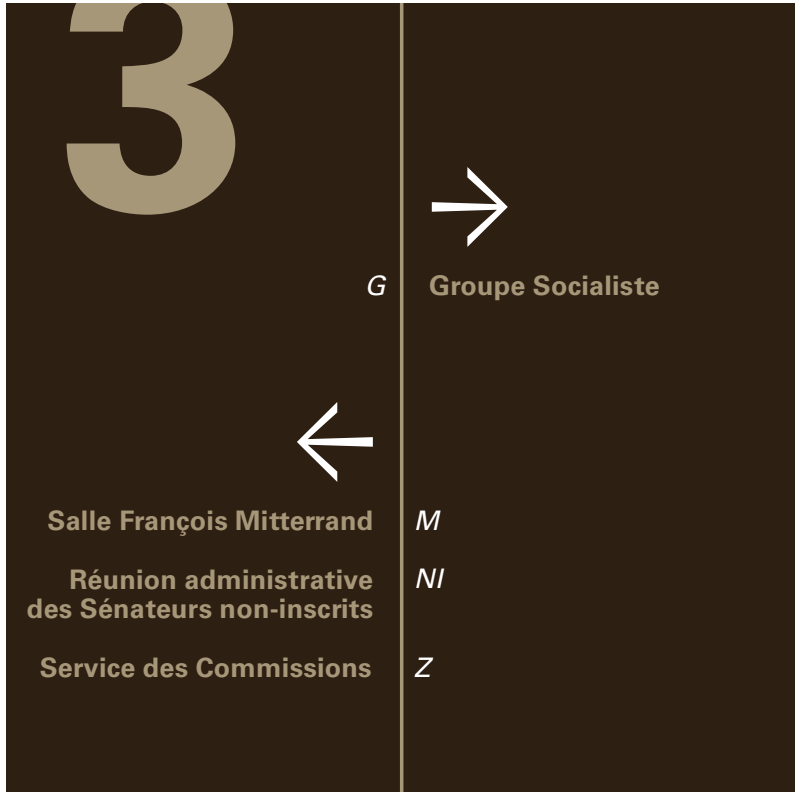 3
G Groupe Socialiste
Salle François Mitterrand M
Réunion administrative NI
des Sénateurs non-inscrits
Service des Commissions Z